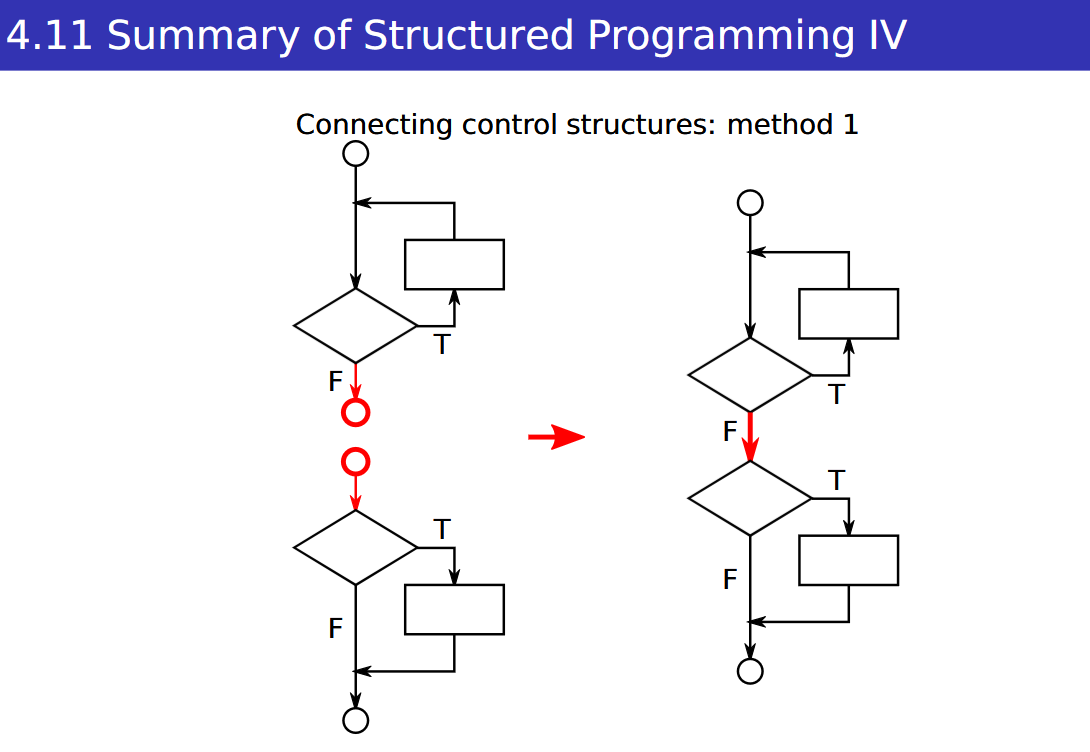 4.11 Summary of Structured Programming IV
Connecting control structures: method 1
T
F
T
F
T
F
T
F